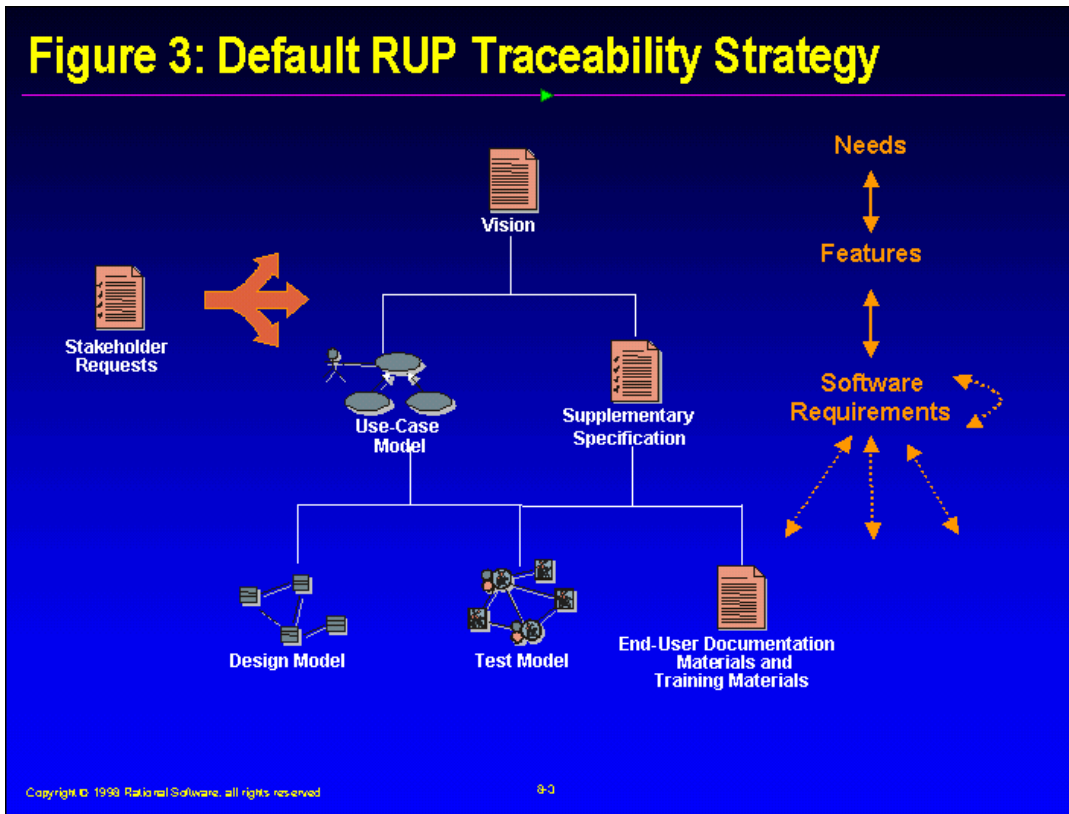 Figure 3: Default RUP Traceability Strategy
Needs
Vision
Features
Stakeholder
Requests
Software
Requirements
Use-Case
Model
Supplementary
Specification
Design Model
Test Model
End-User Documentation
Materials and
Training Materials
Copyright © 1998 Rational Software, all rights reserved
8-3